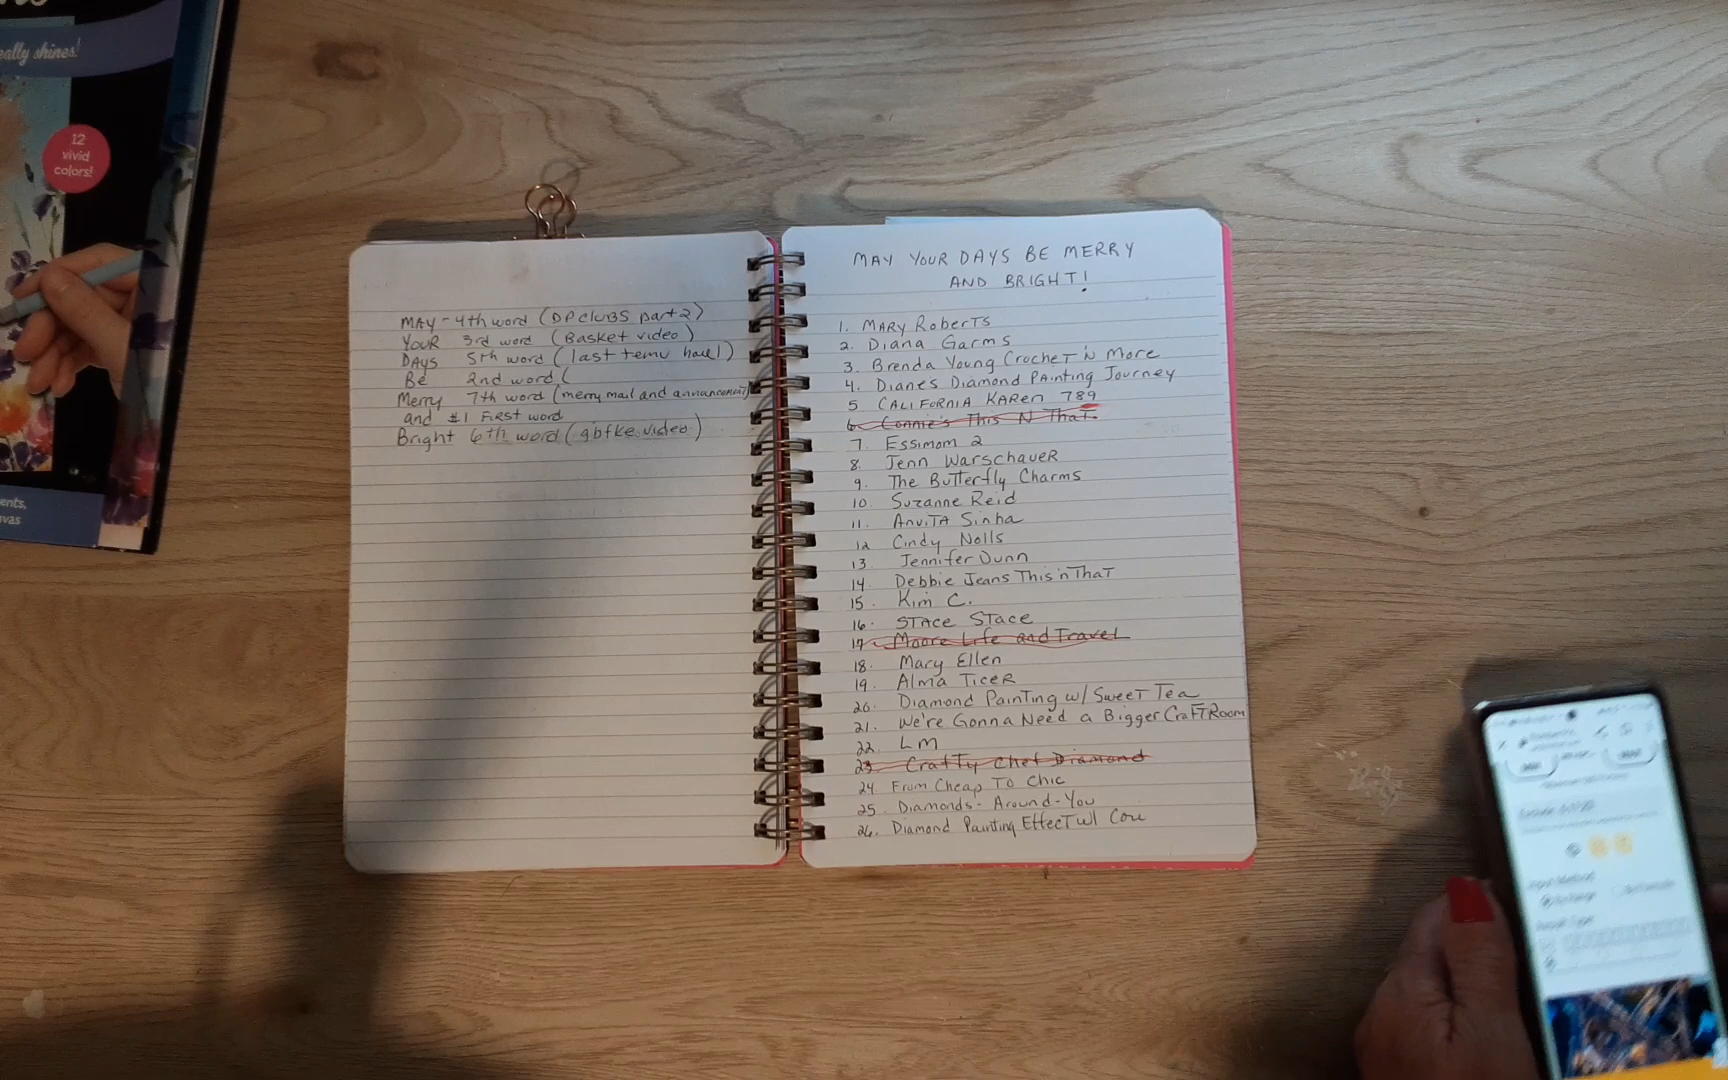 eally shines!
12
vivid
colors!
ents,
vas
MAY - 4th word (DP clubs part 2)
YOUR 3rd word (Basket video)
DAYS 5th word (last temu haul)
Be 2nd word (
Merry 7th word (merry mail and announcement)
and #1 First word
Bright 6th word (gbfke video)
MAY YOUR DAYS BE MERRY
AND BRIGHT!
1. MARY RoberTs
2. Diana Garms
3. Brenda Young CrocheT 'n More
4. Dianes Diamond PAinting Journey
5 CALIFORNIA KAREN 789
6. Connie's This N ThaT
7. Essimom 2
8. Jenn WarschaueR
9. The ButTerfly Charms
10 Suzanne Reid
11. AnviTA Sinha
12 Cindy Nolls
13. Jennifer Dunn
14. Debbie Jeans This 'n ThaT
15. Kim C.
16. STAce STace
17. Moore Life and Travel
18. Mary Ellen
19. Alma TiceR
20. Diamond PainTing w/ SweeT Tea
21. We're Gonna Need a Bigger CrafT Room
22. LM
23 CrafTy Chef Diamond
24. From Cheap To Chic
25. Diamonds-Around-You
26. Diamond Painting EffecT w/ Cori
Input Method